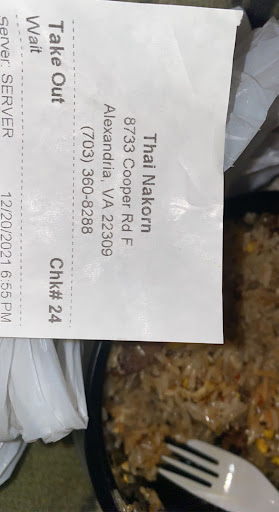 Thai Nakorn
8733 Cooper Rd F
Alexandria, VA 22309
(703) 360-8288
Take Out Chk# 24
Wait
Server: SERVER 12/20/2021 6:55 PM